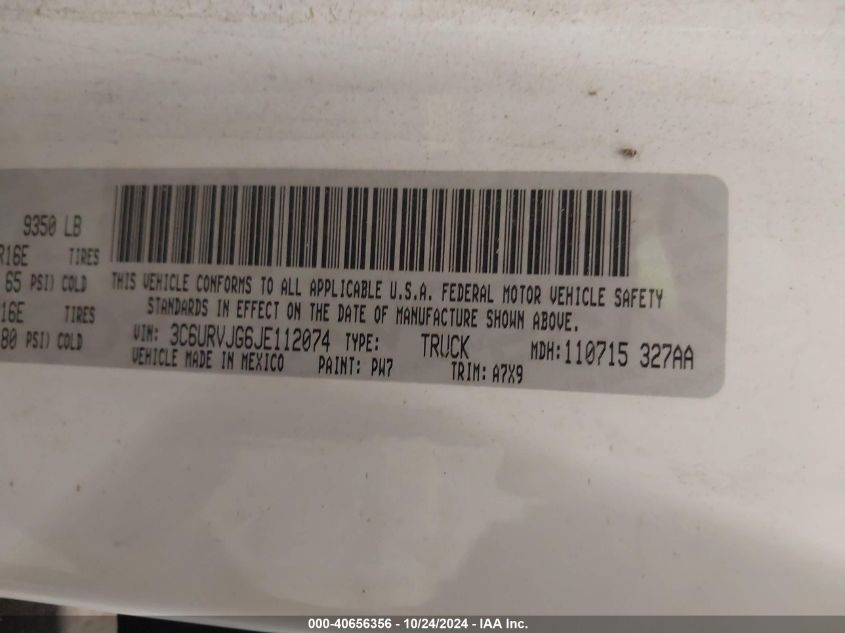 9350 LB
R16E TIRES
65 PSI) COLD
16E TIRES
80 PSI) COLD
THIS VEHICLE CONFORMS TO ALL APPLICABLE U.S.A. FEDERAL MOTOR VEHICLE SAFETY
STANDARDS IN EFFECT ON THE DATE OF MANUFACTURE SHOWN ABOVE.
VIN: 3C6URVJG6JE112074 TYPE: TRUCK MDH:110715 327AA
VEHICLE MADE IN MEXICO PAINT: PW7 TRIM: A7X9
000-40656356 - 10/24/2024 - IAA Inc.